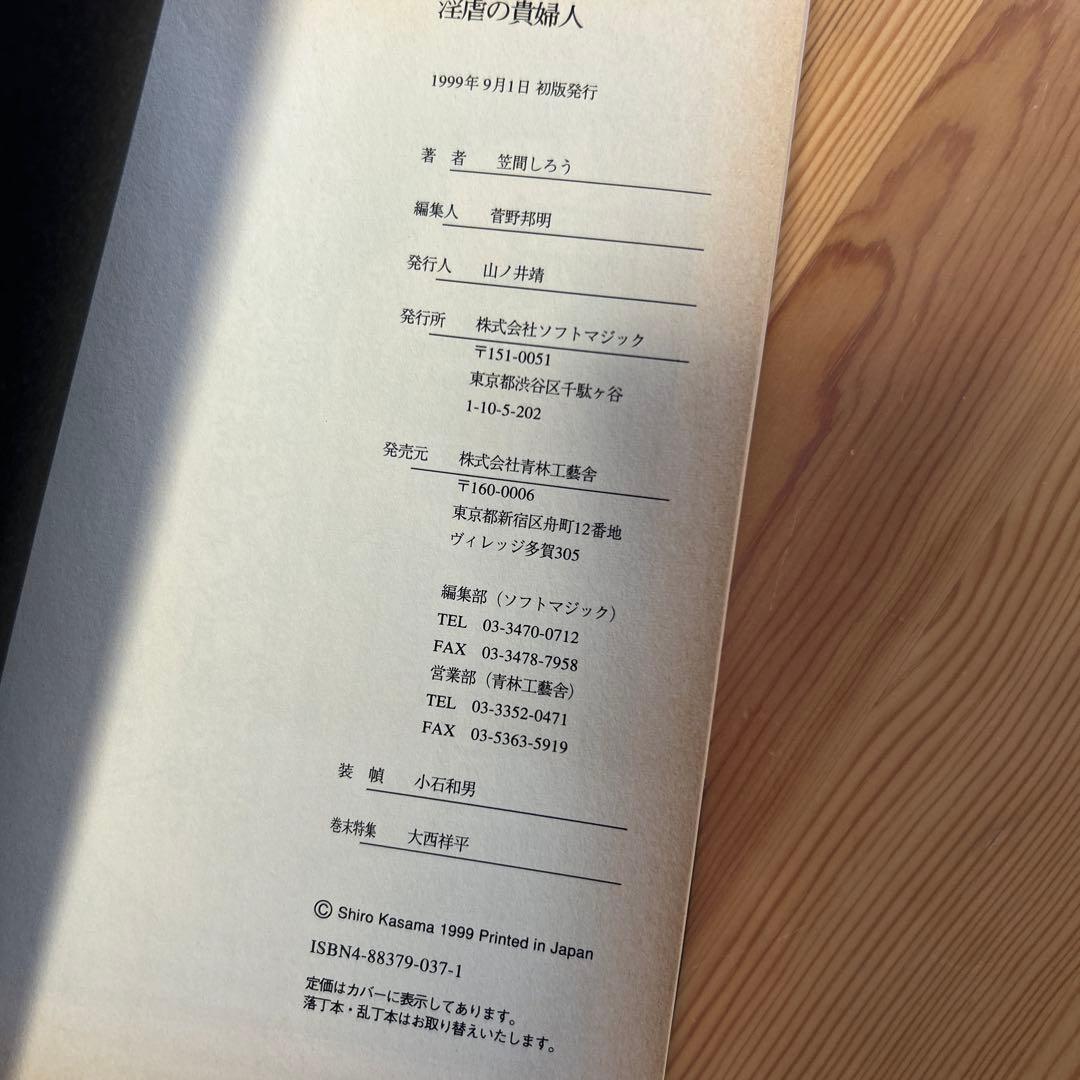 淫虐の貴婦人
1999年9月1日 初版発行
著 者 笠間しろう
編集人 菅野邦明
発行人 山ノ井靖
発行所 株式会社ソフトマジック
〒151-0051
東京都渋谷区千駄ヶ谷
1-10-5-202
発売元 株式会社青林工藝舎
〒160-0006
東京都新宿区舟町12番地
ヴィレッジ多賀305
編集部（ソフトマジック）
TEL 03-3470-0712
FAX 03-3478-7958
営業部（青林工藝舎）
TEL 03-3352-0471
FAX 03-5363-5919
装 幀 小石和男
巻末特集 大西祥平
© Shiro Kasama 1999 Printed in Japan
ISBN4-88379-037-1
定価はカバーに表示してあります。
落丁本・乱丁本はお取り替えいたします。